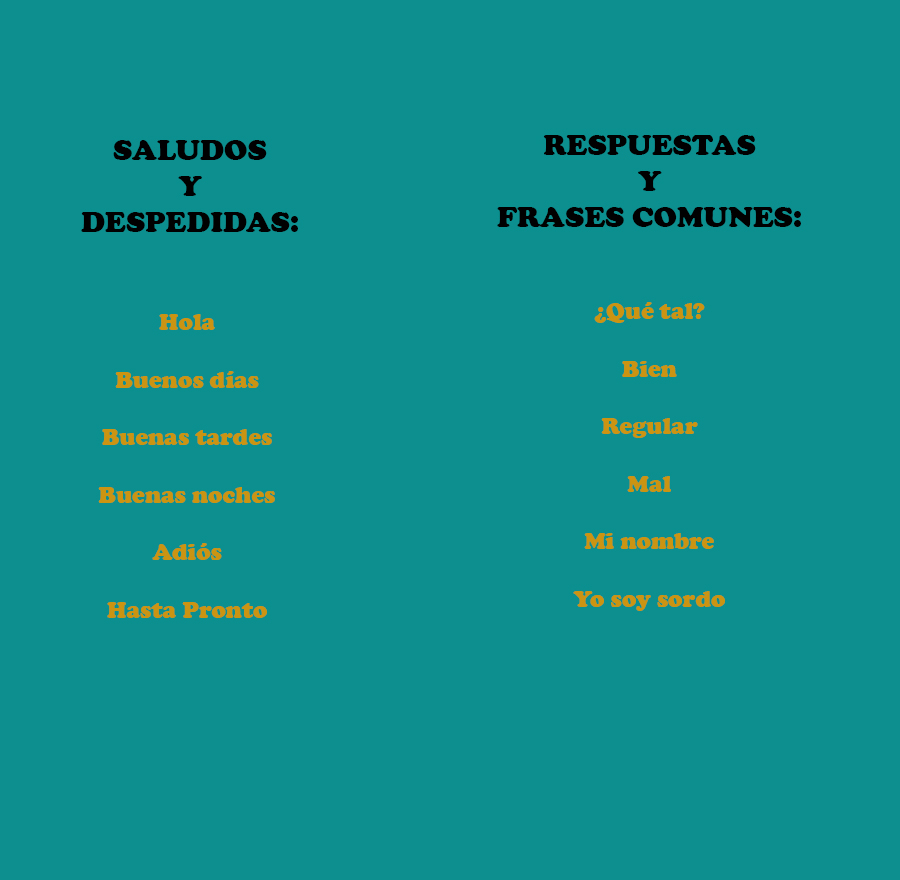 SALUDOS
Y
DESPEDIDAS:
Hola
Buenos días
Buenas tardes
Buenas noches
Adiós
Hasta Pronto
RESPUESTAS
Y
FRASES COMUNES:
¿Qué tal?
Bien
Regular
Mal
Mi nombre
Yo soy sordo